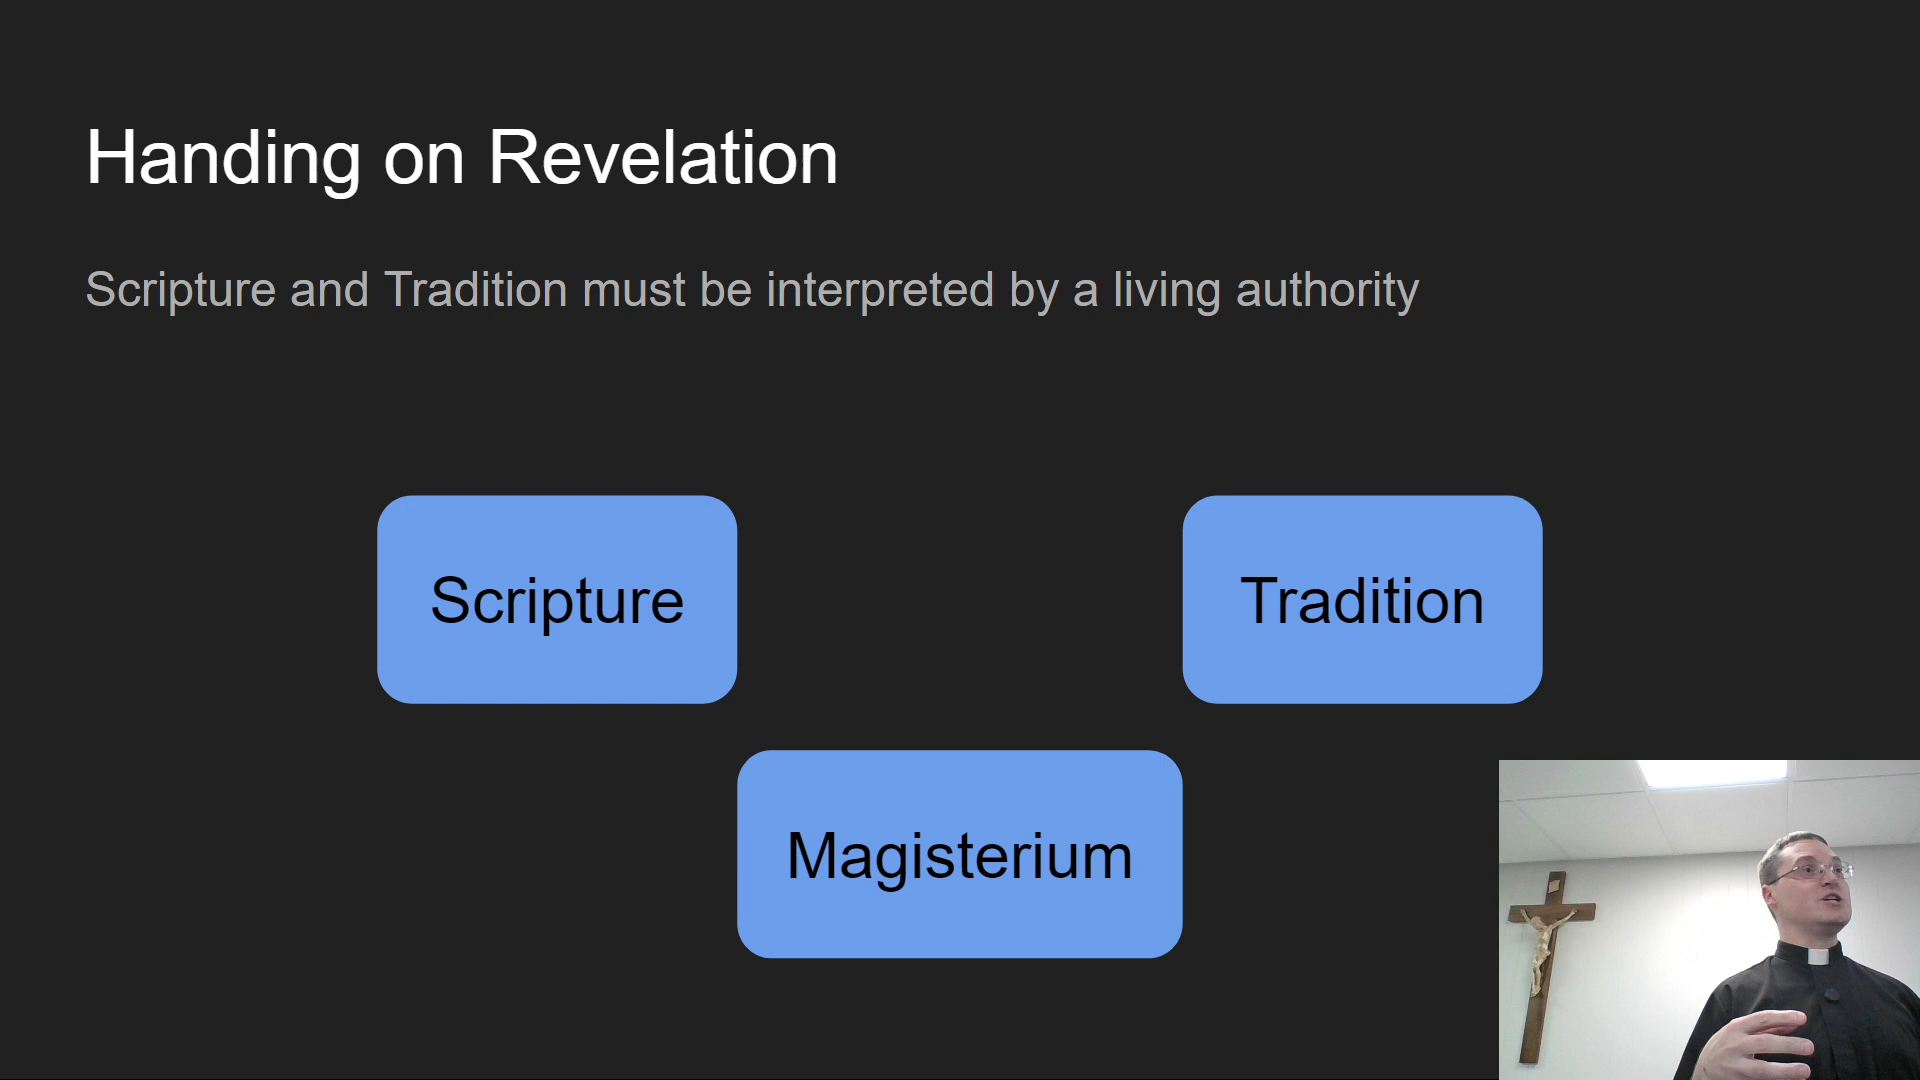 Handing on Revelation
Scripture and Tradition must be interpreted by a living authority
Scripture
Tradition
Magisterium